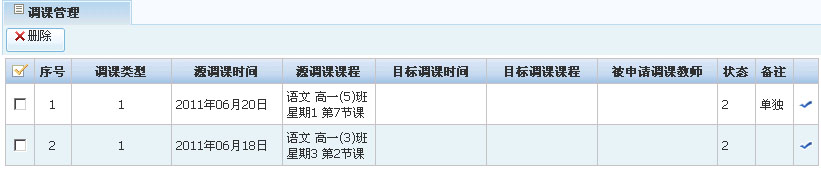 调课管理
删除
序号 调课类型 源调课时间 源调课课程 目标调课时间 目标调课课程 被申请调课教师 状态 备注
1 1 2011年06月20日 语文 高一(5)班 2 单独
星期1 第7节课
2 1 2011年06月18日 语文 高一(3)班 2
星期3 第2节课